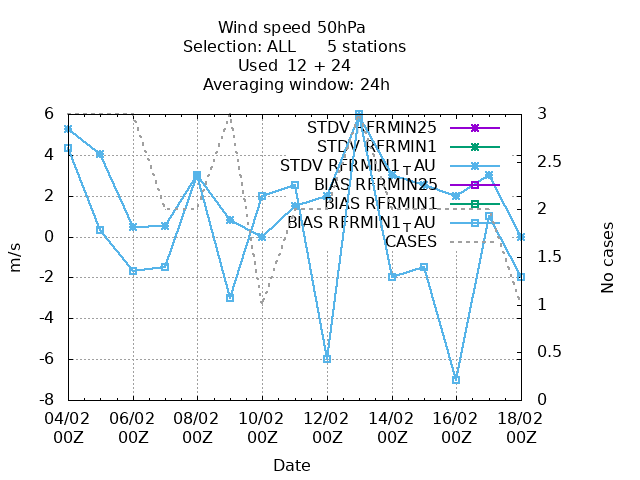 Wind speed 50hPa
Selection: ALL 5 stations
Used 12 + 24
Averaging window: 24h
6
4
2
0
-2
-4
-6
-8
m/s
3
2.5
2
1.5
1
0.5
0
No cases
STDV RFRMIN25
STDV RFRMIN1
STDV RFRMIN1┬AU
BIAS RFRMIN25
BIAS RFRMIN1
BIAS RFRMIN1┬AU
CASES
04/02 06/02 08/02 10/02 12/02 14/02 16/02 18/02
00Z 00Z 00Z 00Z 00Z 00Z 00Z 00Z
Date